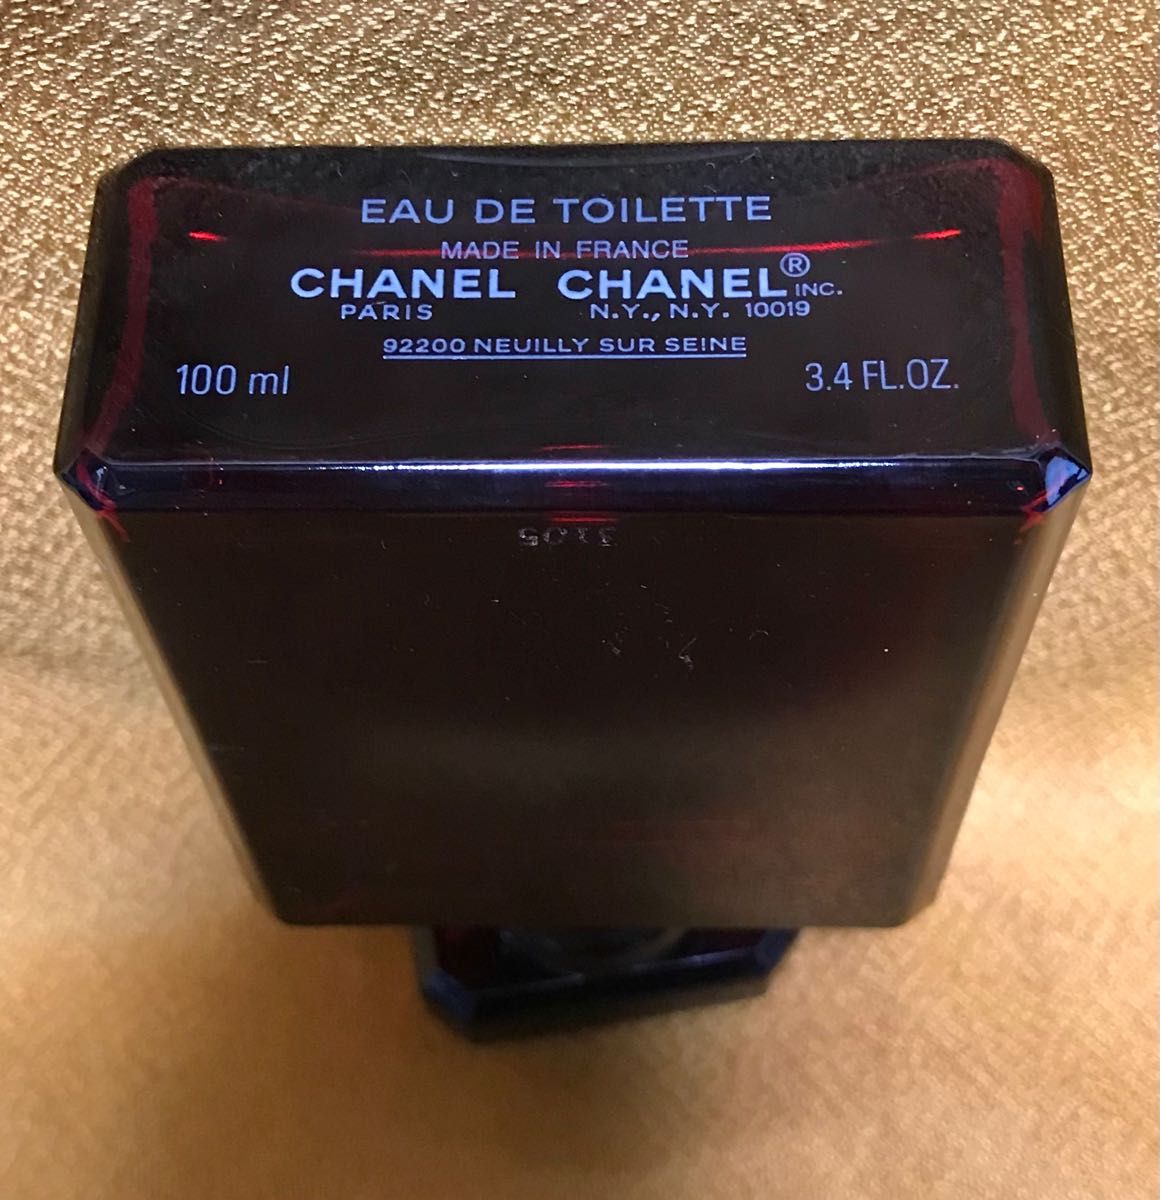 EAU DE TOILETTE
MADE IN FRANCE
CHANEL CHANEL® INC.
PARIS N.Y., N.Y. 10019
92200 NEUILLY SUR SEINE
100 ml 3.4 FL.OZ.
3105